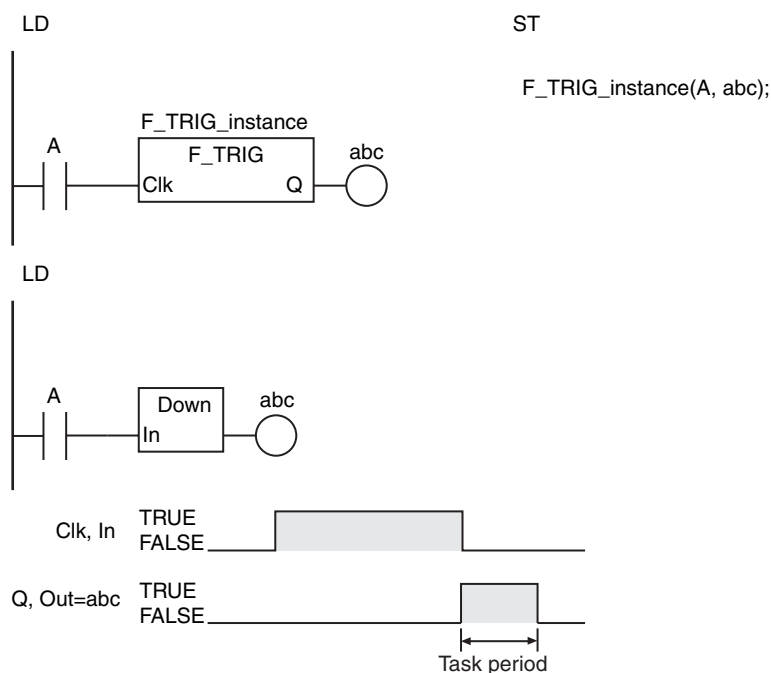 LD
ST
F_TRIG_instance(A, abc);
F_TRIG_instance
A
F_TRIG
abc
Clk
Q
LD
A
Down
abc
In
Clk, In
TRUE
FALSE
Q, Out=abc
TRUE
FALSE
Task period